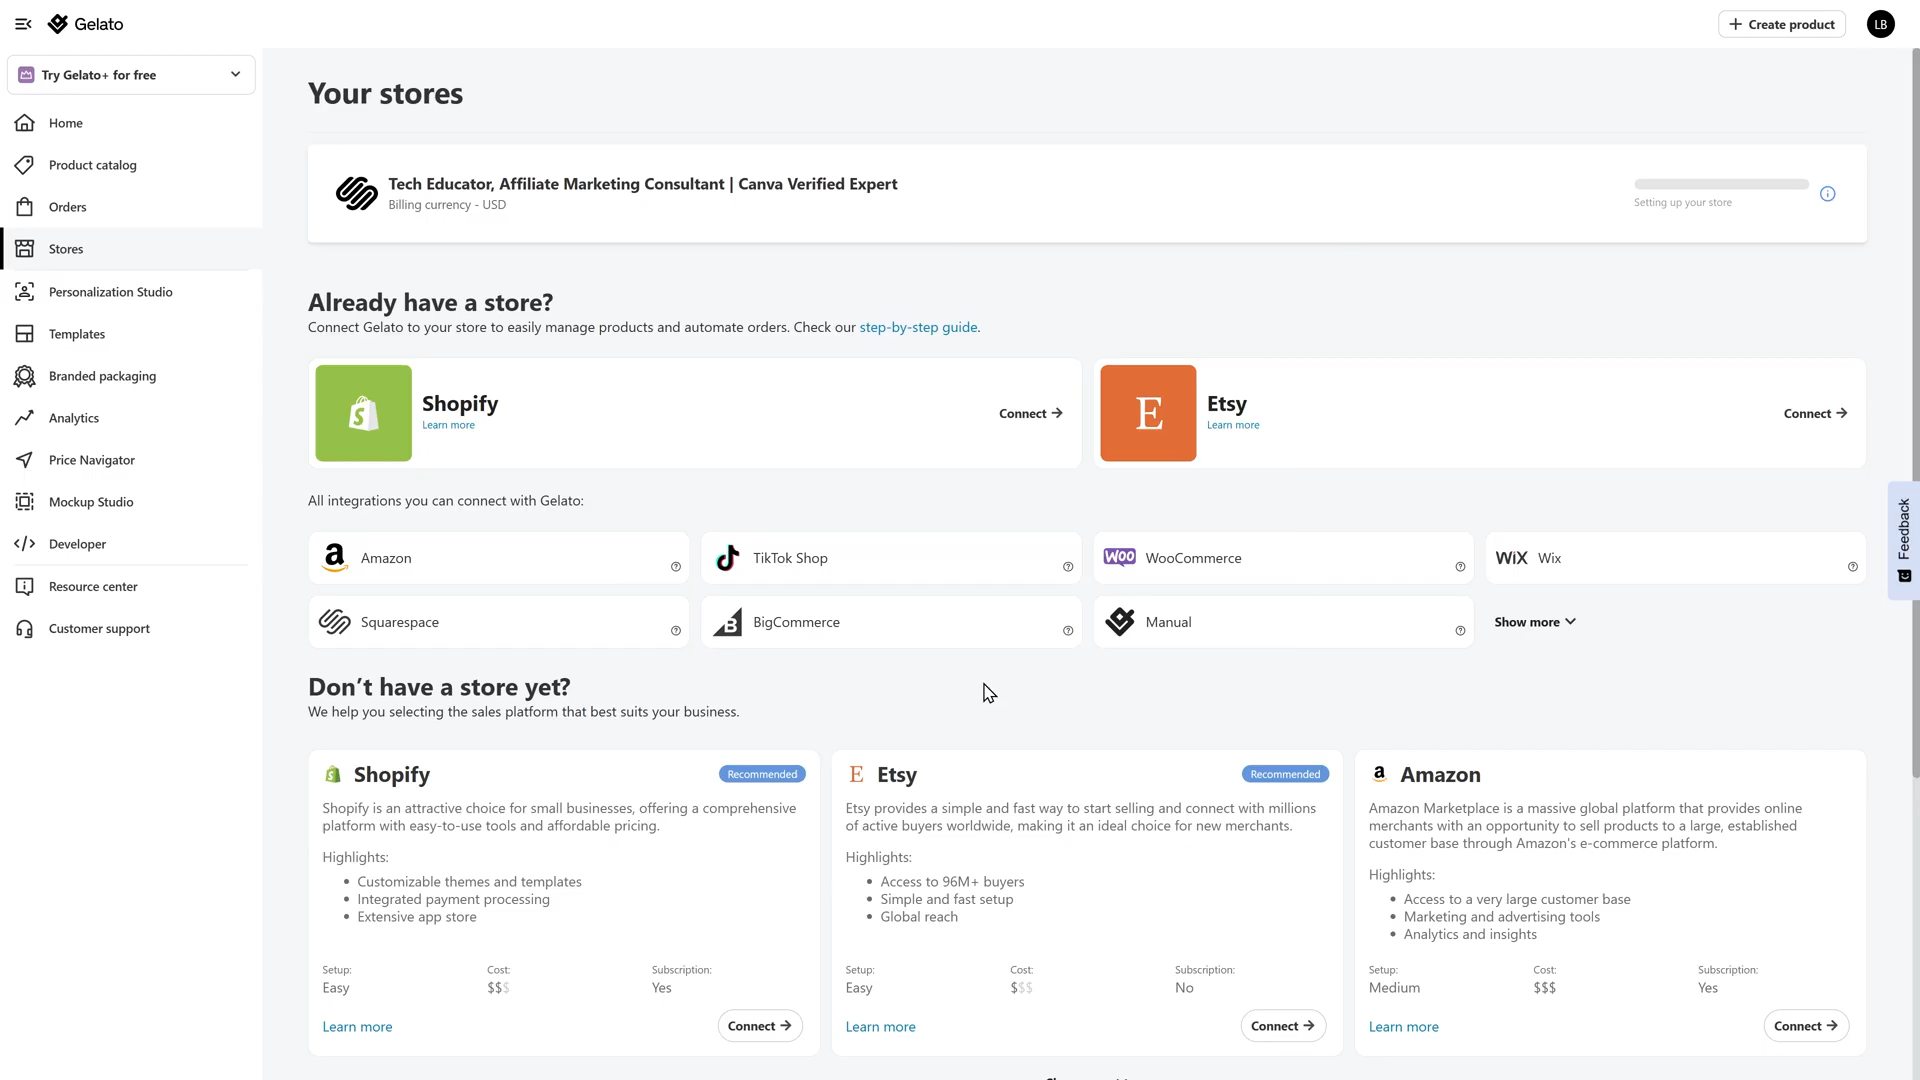 Gelato
Create product
LB
Try Gelato+ for free
Home
Product catalog
Orders
Stores
Personalization Studio
Templates
Branded packaging
Analytics
Price Navigator
Mockup Studio
Developer
Resource center
Customer support
Your stores
Tech Educator, Affiliate Marketing Consultant | Canva Verified Expert
Billing currency - USD
Setting up your store
Already have a store?
Connect Gelato to your store to easily manage products and automate orders. Check our step-by-step guide.
Shopify
Learn more
Connect
E
Etsy
Learn more
Connect
All integrations you can connect with Gelato:
Amazon
TikTok Shop
WOO WooCommerce
WiX Wix
Squarespace
BigCommerce
Manual
Show more
Feedback
Don't have a store yet?
We help you selecting the sales platform that best suits your business.
Shopify
Recommended
Shopify is an attractive choice for small businesses, offering a comprehensive
platform with easy-to-use tools and affordable pricing.
Highlights:
• Customizable themes and templates
• Integrated payment processing
• Extensive app store
Setup: Cost: Subscription:
Easy $$$ Yes
Learn more
Connect
E Etsy
Recommended
Etsy provides a simple and fast way to start selling and connect with millions
of active buyers worldwide, making it an ideal choice for new merchants.
Highlights:
• Access to 96M+ buyers
• Simple and fast setup
• Global reach
Setup: Cost: Subscription:
Easy $$$ No
Learn more
Connect
Amazon
Amazon Marketplace is a massive global platform that provides online
merchants with an opportunity to sell products to a large, established
customer base through Amazon's e-commerce platform.
Highlights:
• Access to a very large customer base
• Marketing and advertising tools
• Analytics and insights
Setup: Cost: Subscription:
Medium $$$ Yes
Learn more
Connect